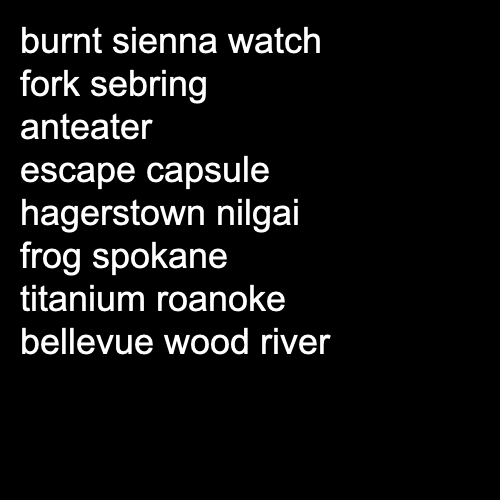 burnt sienna watch
fork sebring
anteater
escape capsule
hagerstown nilgai
frog spokane
titanium roanoke
bellevue wood river